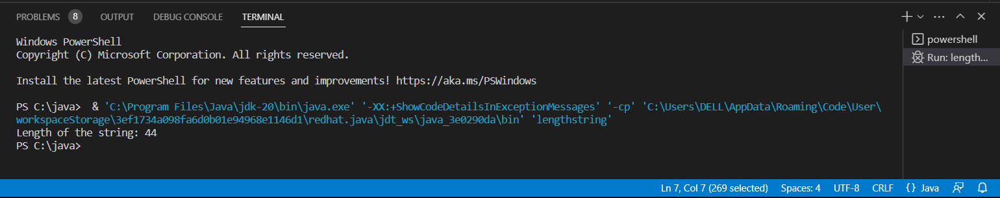 PROBLEMS 8 OUTPUT DEBUG CONSOLE TERMINAL
Windows PowerShell
Copyright (C) Microsoft Corporation. All rights reserved.
Install the latest PowerShell for new features and improvements! https://aka.ms/PSWindows
PS C:\java>  & 'C:\Program Files\Java\jdk-20\bin\java.exe' '-XX:+ShowCodeDetailsInExceptionMessages' '-cp' 'C:\Users\DELL\AppData\Roaming\Code\User\
workspaceStorage\3ef1734a098fa6d0b01e94968e1146d1\redhat.java\jdt_ws\java_3e0290da\bin' 'lengthstring'
Length of the string: 44
PS C:\java>
powershell
Run: length...
Ln 7, Col 7 (269 selected) Spaces: 4 UTF-8 CRLF {} Java